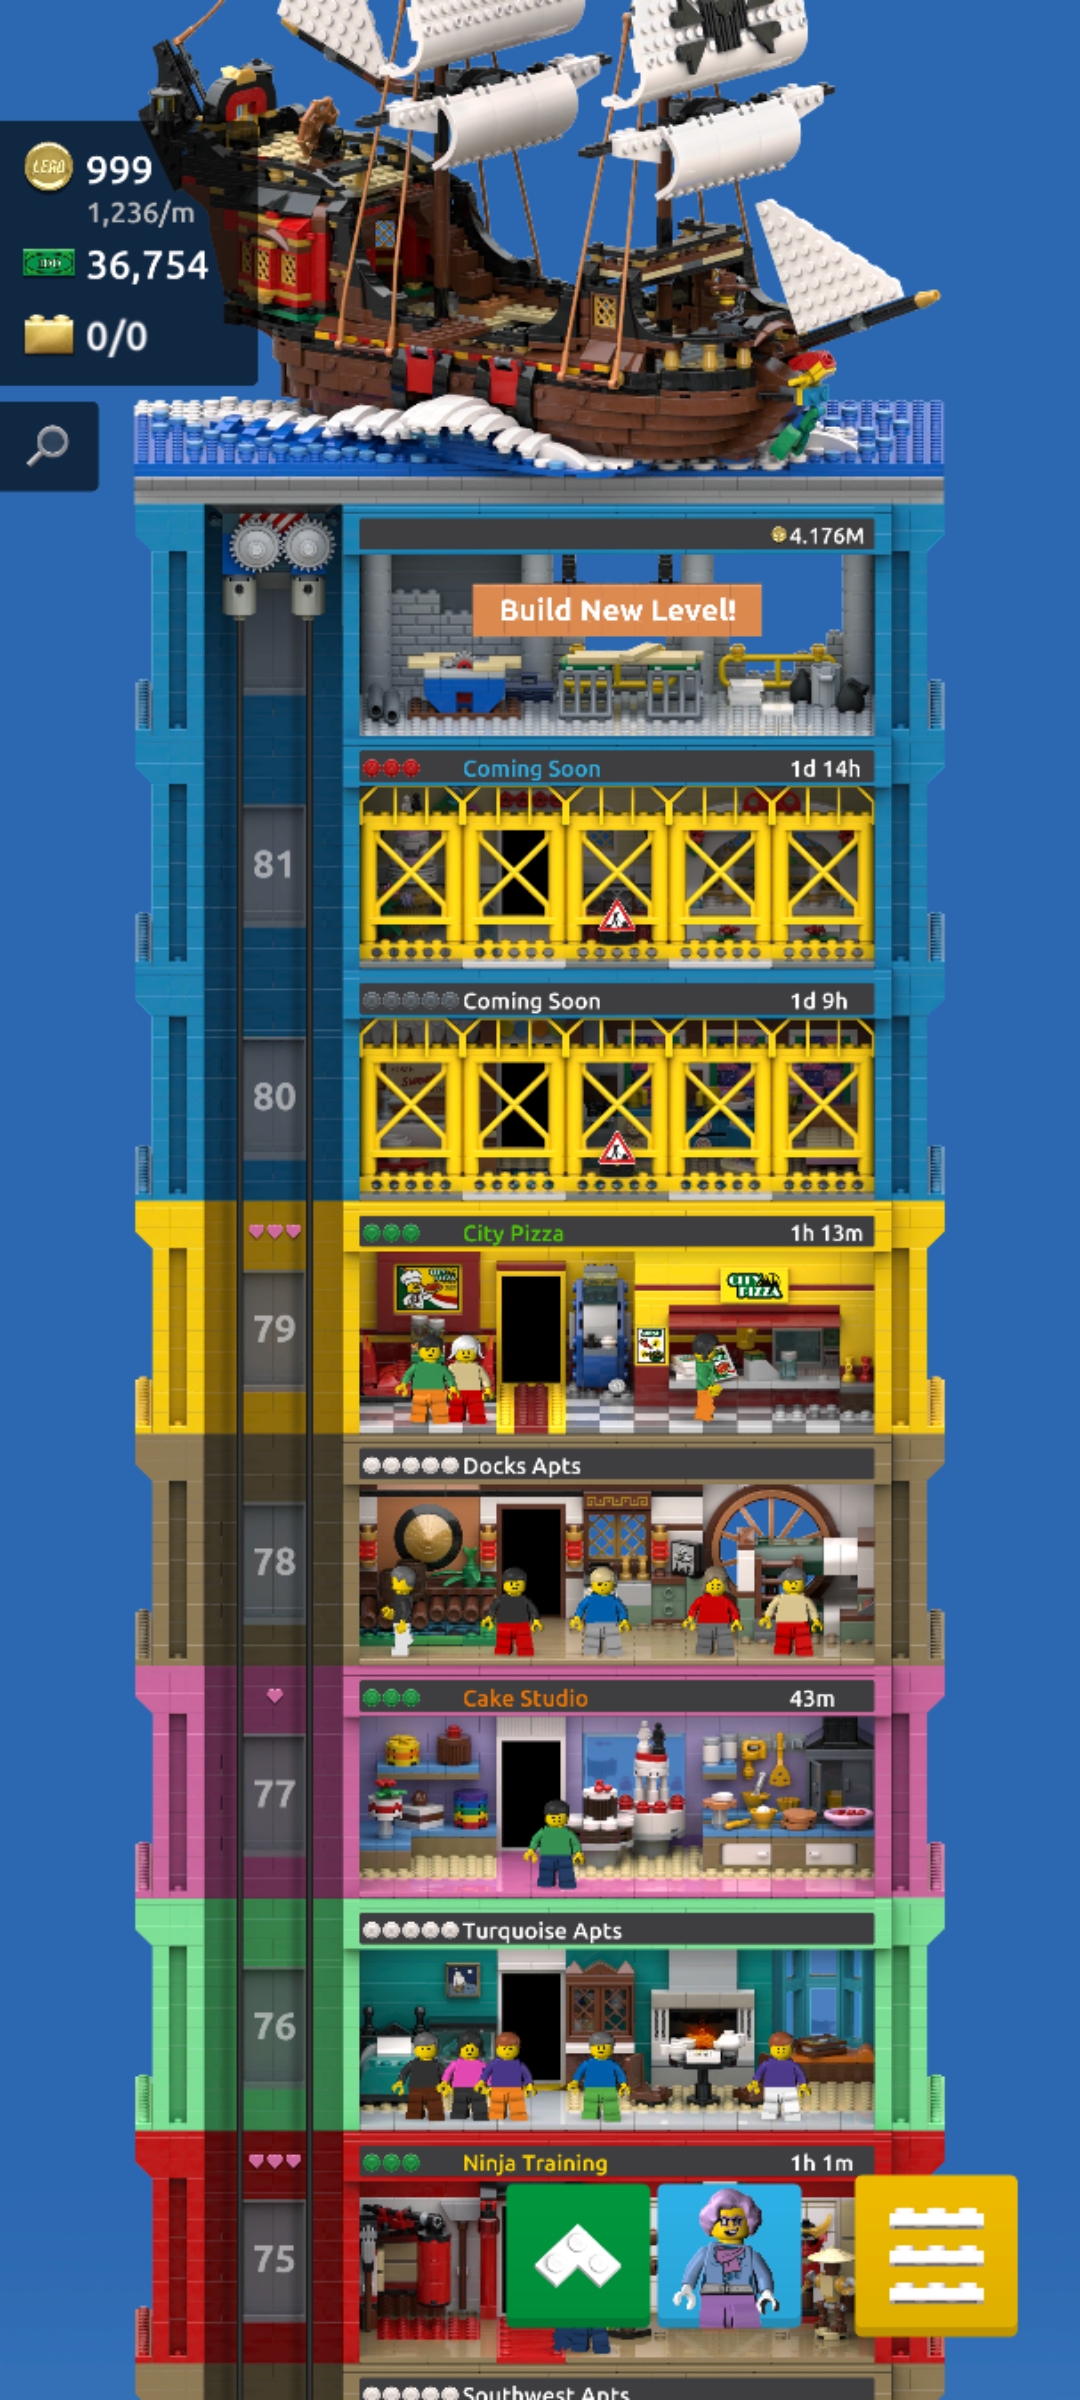 LEGO
999
1,236/m
36,754
0/0
4.176M
Build New Level!
Coming Soon
1d 14h
81
Coming Soon
1d 9h
80
City Pizza
1h 13m
CITY
PIZZA
79
Docks Apts
78
Cake Studio
43m
77
Turquoise Apts
76
Ninja Training
1h 1m
75
Southwest Apts